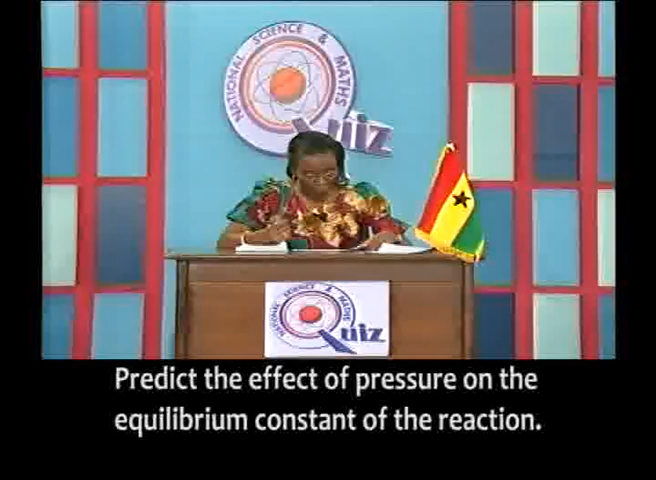 NATIONAL SCIENCE & MATHS
Quiz
NATIONAL SCIENCE & MATHS
Quiz
Predict the effect of pressure on the
equilibrium constant of the reaction.